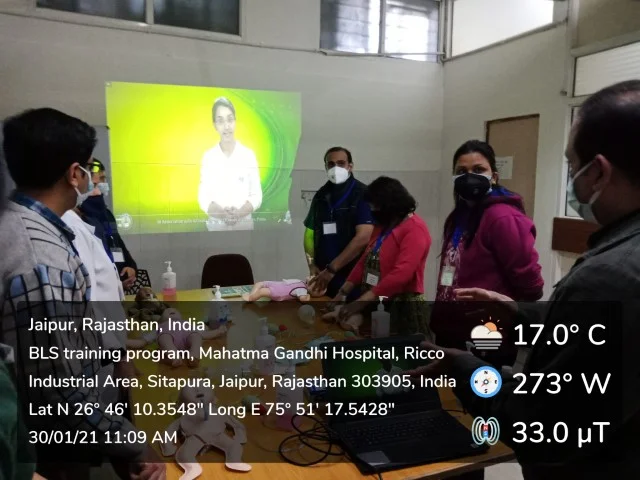 Jaipur, Rajasthan, India
BLS training program, Mahatma Gandhi Hospital, Ricco
Industrial Area, Sitapura, Jaipur, Rajasthan 303905, India
Lat N 26° 46' 10.3548" Long E 75° 51' 17.5428"
30/01/21 11:09 AM
17.0° C
273° W
33.0 µT